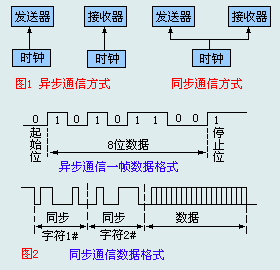 发送器 接收器 发送器 接收器
时钟 时钟 时钟
图1 异步通信方式 同步通信方式
0 1 0 1 0 1 1 0 0 1
起始位 8位数据 停止位
异步通信一帧数据格式
同步字符1# 同步字符2# 数据
图2 同步通信数据格式